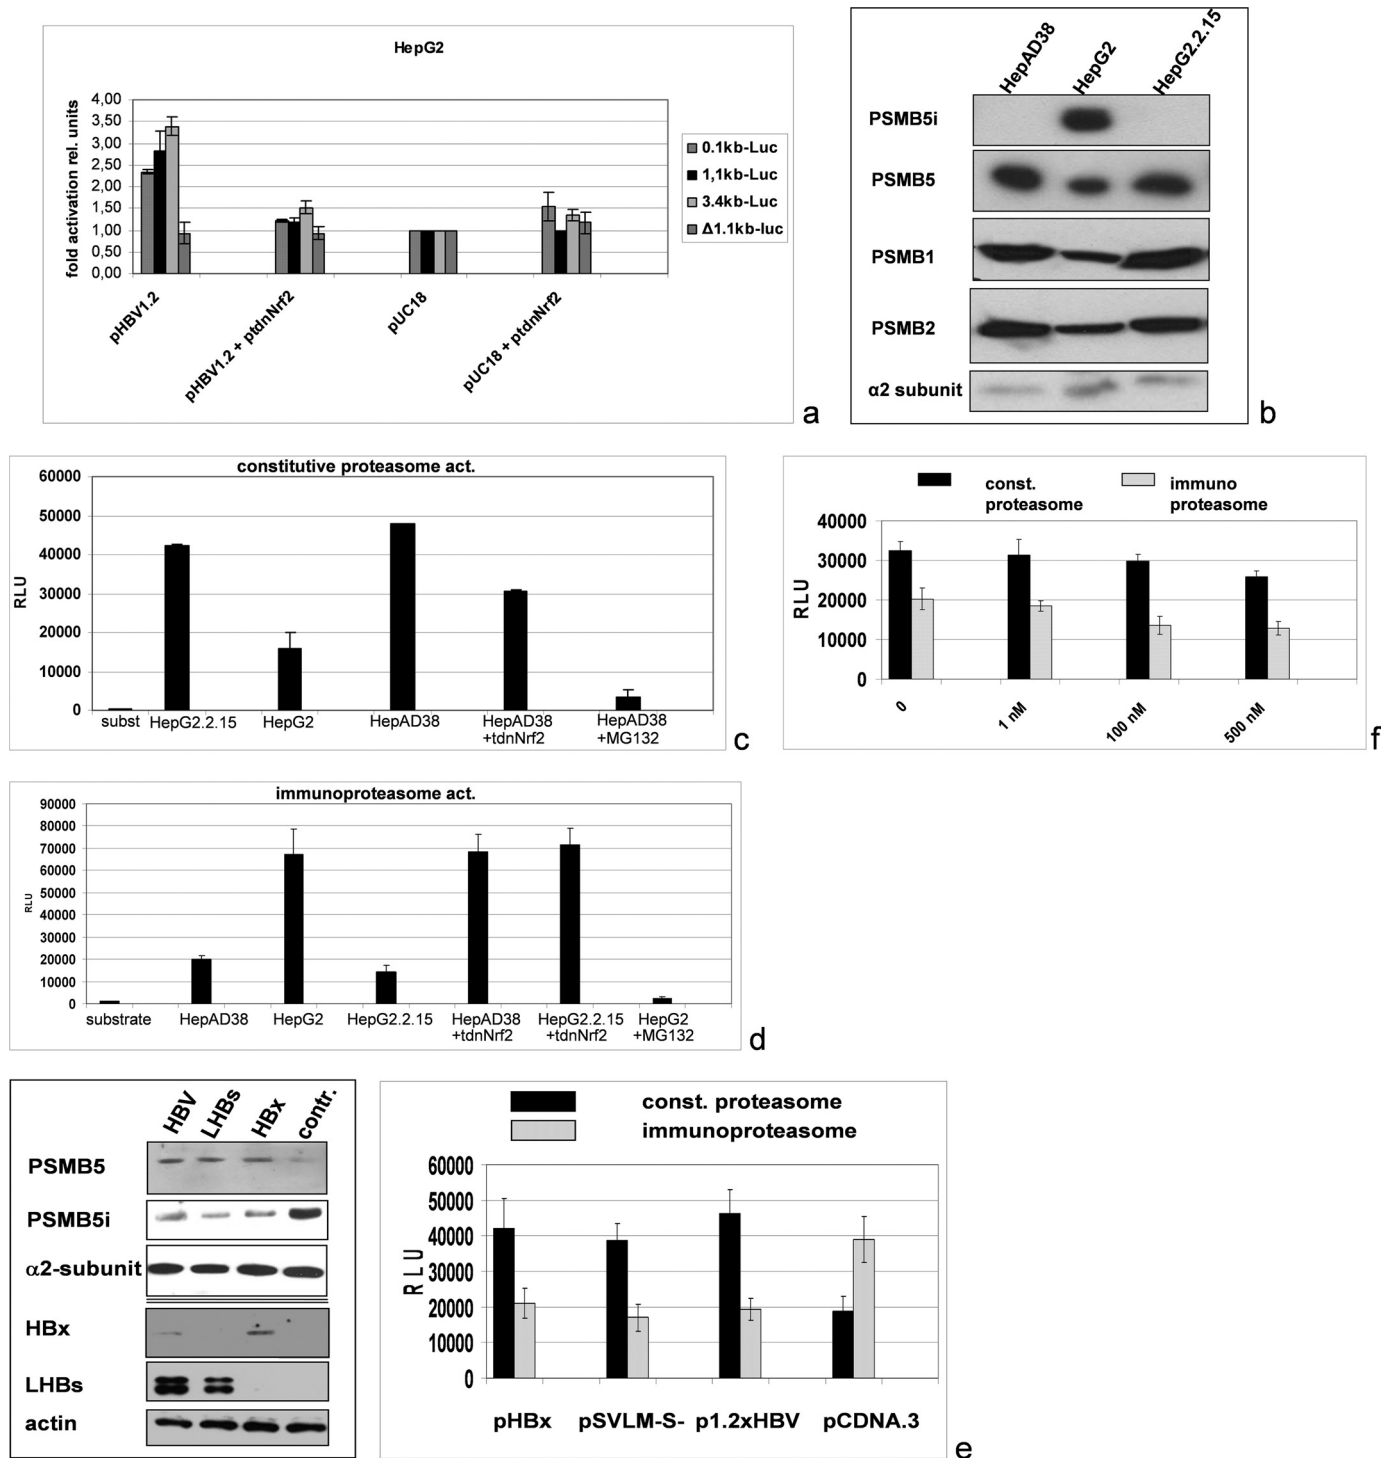 HepG2
fold activation rel. units
4,00
3,50
3,00
2,50
2,00
1,50
1,00
0,50
0,00
pHBV1.2
pHBV1.2 + ptdnNrf2
pUC18
pUC18 + ptdnNrf2
0.1kb-Luc
1,1kb-Luc
3.4kb-Luc
Δ1.1kb-luc
a
HepAD38
HepG2
HepG2.2.15
PSMB5i
PSMB5
PSMB1
PSMB2
α2 subunit
b
constitutive proteasome act.
RLU
60000
50000
40000
30000
20000
10000
0
subst
HepG2.2.15
HepG2
HepAD38
HepAD38
+tdnNrf2
HepAD38
+MG132
c
const.
proteasome
immuno
proteasome
RLU
40000
30000
20000
10000
0
0
1 nM
100 nM
500 nM
f
immunoproteasome act.
RLU
90000
80000
70000
60000
50000
40000
30000
20000
10000
0
substrate
HepAD38
HepG2
HepG2.2.15
HepAD38
+tdnNrf2
HepG2.2.15
+tdnNrf2
HepG2
+MG132
d
HBV
LHBs
HBx
contr.
PSMB5
PSMB5i
α2-subunit
HBx
LHBs
actin
const. proteasome
immunoproteasome
RLU
60000
50000
40000
30000
20000
10000
0
pHBx
pSVLM-S-
p1.2xHBV
pCDNA.3
e